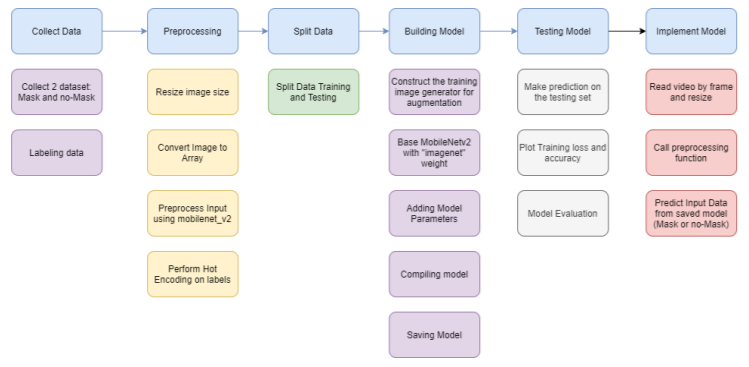 Collect Data
Preprocessing
Split Data
Building Model
Testing Model
Implement Model
Collect 2 dataset:
Mask and no-Mask
Labeling data
Resize image size
Convert Image to
Array
Preprocess Input
using mobilenet_v2
Perform Hot
Encoding on labels
Split Data Training
and Testing
Construct the training
image generator for
augmentation
Base MobileNetv2
with "imagenet"
weight
Adding Model
Parameters
Compiling model
Saving Model
Make prediction on
the testing set
Plot Training loss and
accuracy
Model Evaluation
Read video by frame
and resize
Call preprocessing
function
Predict Input Data
from saved model
(Mask or no-Mask)